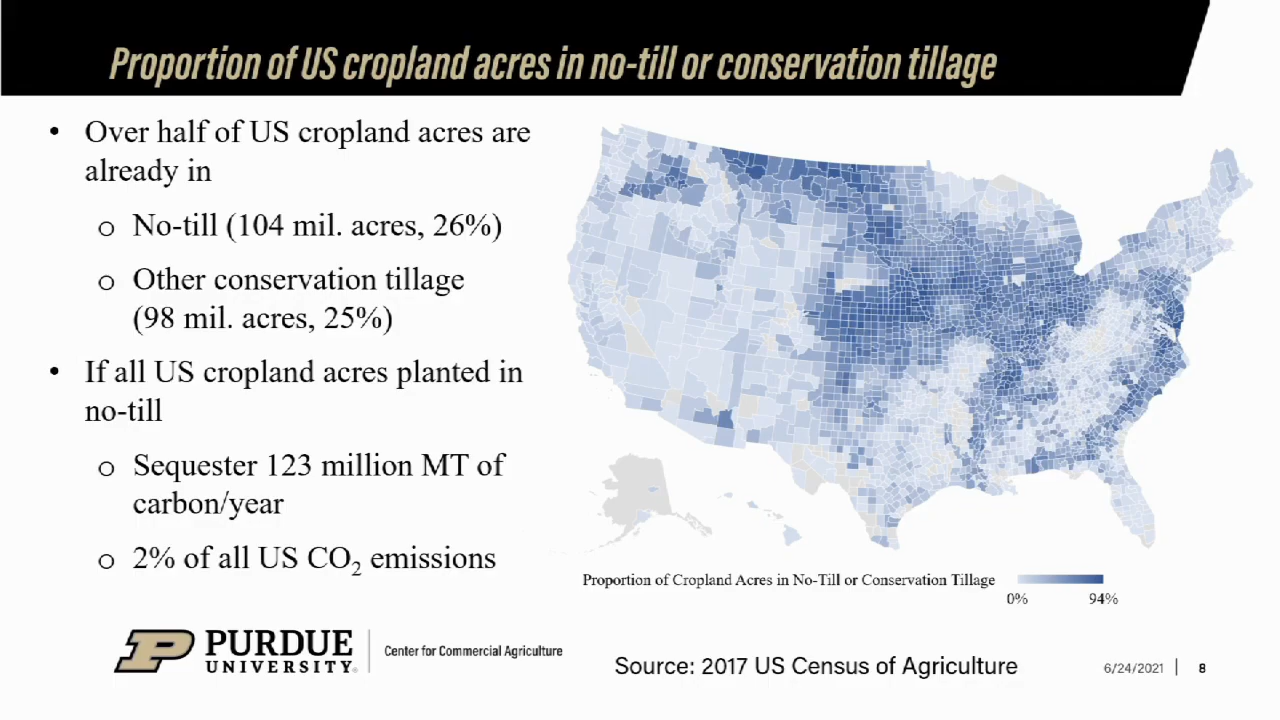 Proportion of US cropland acres in no-till or conservation tillage
• Over half of US cropland acres are
already in
o No-till (104 mil. acres, 26%)
o Other conservation tillage
(98 mil. acres, 25%)
• If all US cropland acres planted in
no-till
o Sequester 123 million MT of
carbon/year
o 2% of all US CO₂ emissions
Proportion of Cropland Acres in No-Till or Conservation Tillage
0% 94%
P PURDUE
UNIVERSITY®
Center for Commercial Agriculture
Source: 2017 US Census of Agriculture
6/24/2021 | 8